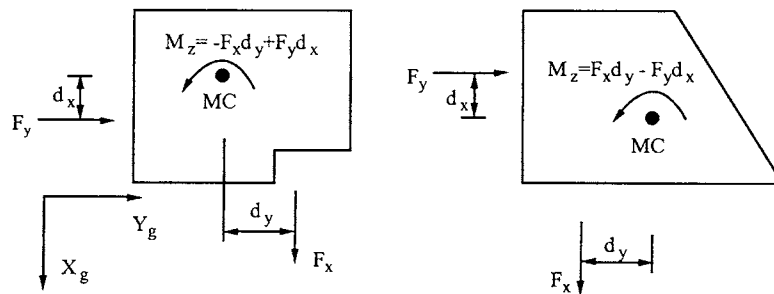 M_z= -F_xd_y+F_yd_x
d_x
MC
F_y
Y_g
d_y
X_g
F_x
F_y
M_z=F_xd_y - F_yd_x
d_x
MC
d_y
F_x